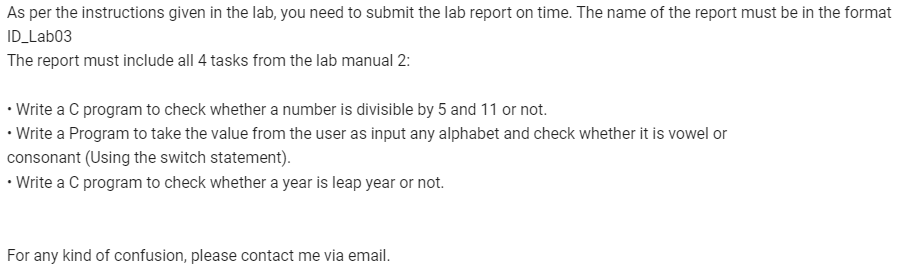 As per the instructions given in the lab, you need to submit the lab report on time. The name of the report must be in the format
ID_Lab03
The report must include all 4 tasks from the lab manual 2:
• Write a C program to check whether a number is divisible by 5 and 11 or not.
• Write a Program to take the value from the user as input any alphabet and check whether it is vowel or
consonant (Using the switch statement).
• Write a C program to check whether a year is leap year or not.
For any kind of confusion, please contact me via email.